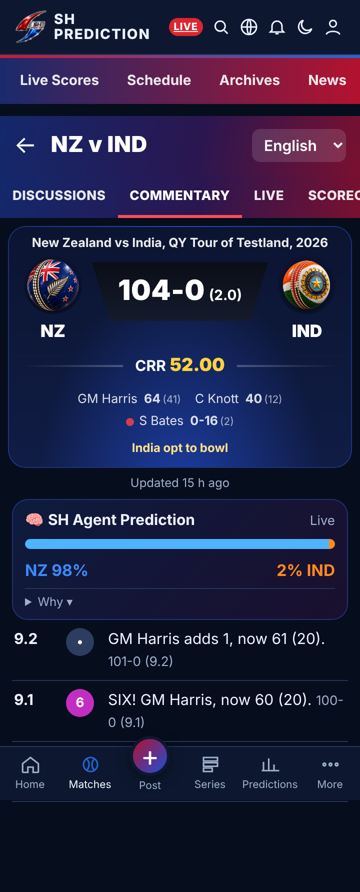 SH
PREDICTION
LIVE
Live Scores Schedule Archives News
NZ v IND
English
DISCUSSIONS COMMENTARY LIVE SCOREC
New Zealand vs India, QY Tour of Testland, 2026
104-0 (2.0)
NZ
IND
CRR 52.00
GM Harris 64 (41) C Knott 40 (12)
S Bates 0-16 (2)
India opt to bowl
Updated 15 h ago
🧠 SH Agent Prediction Live
NZ 98% 2% IND
▶ Why ▾
9.2 • GM Harris adds 1, now 61 (20).
101-0 (9.2)
9.1 6 SIX! GM Harris, now 60 (20). 100-
0 (9.1)
+
Home Matches Post Series Predictions More